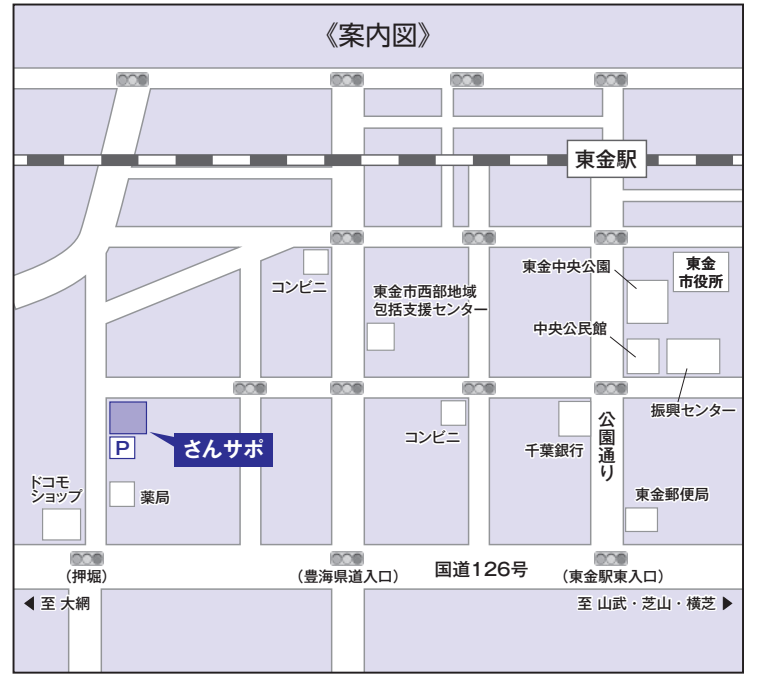 《案内図》
東金駅
東金
市役所
東金中央公園
コンビニ
東金市西部地域
包括支援センター
中央公民館
振興センター
さんサポ
P
コンビニ
千葉銀行
公園通り
ドコモ
ショップ
薬局
東金郵便局
(押堀)
(豊海県道入口)
国道126号
(東金駅東入口)
◀ 至 大網
至 山武・芝山・横芝 ▶